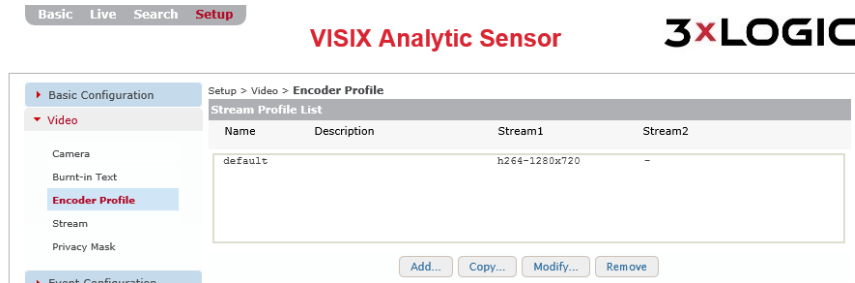 Basic Live Search Setup
VISIX Analytic Sensor
3xLOGIC
Basic Configuration
Video
Camera
Burnt-in Text
Encoder Profile
Stream
Privacy Mask
Event Configuration
Setup > Video > Encoder Profile
Stream Profile List
Name Description Stream1 Stream2
default h264-1280x720 -
Add... Copy... Modify... Remove